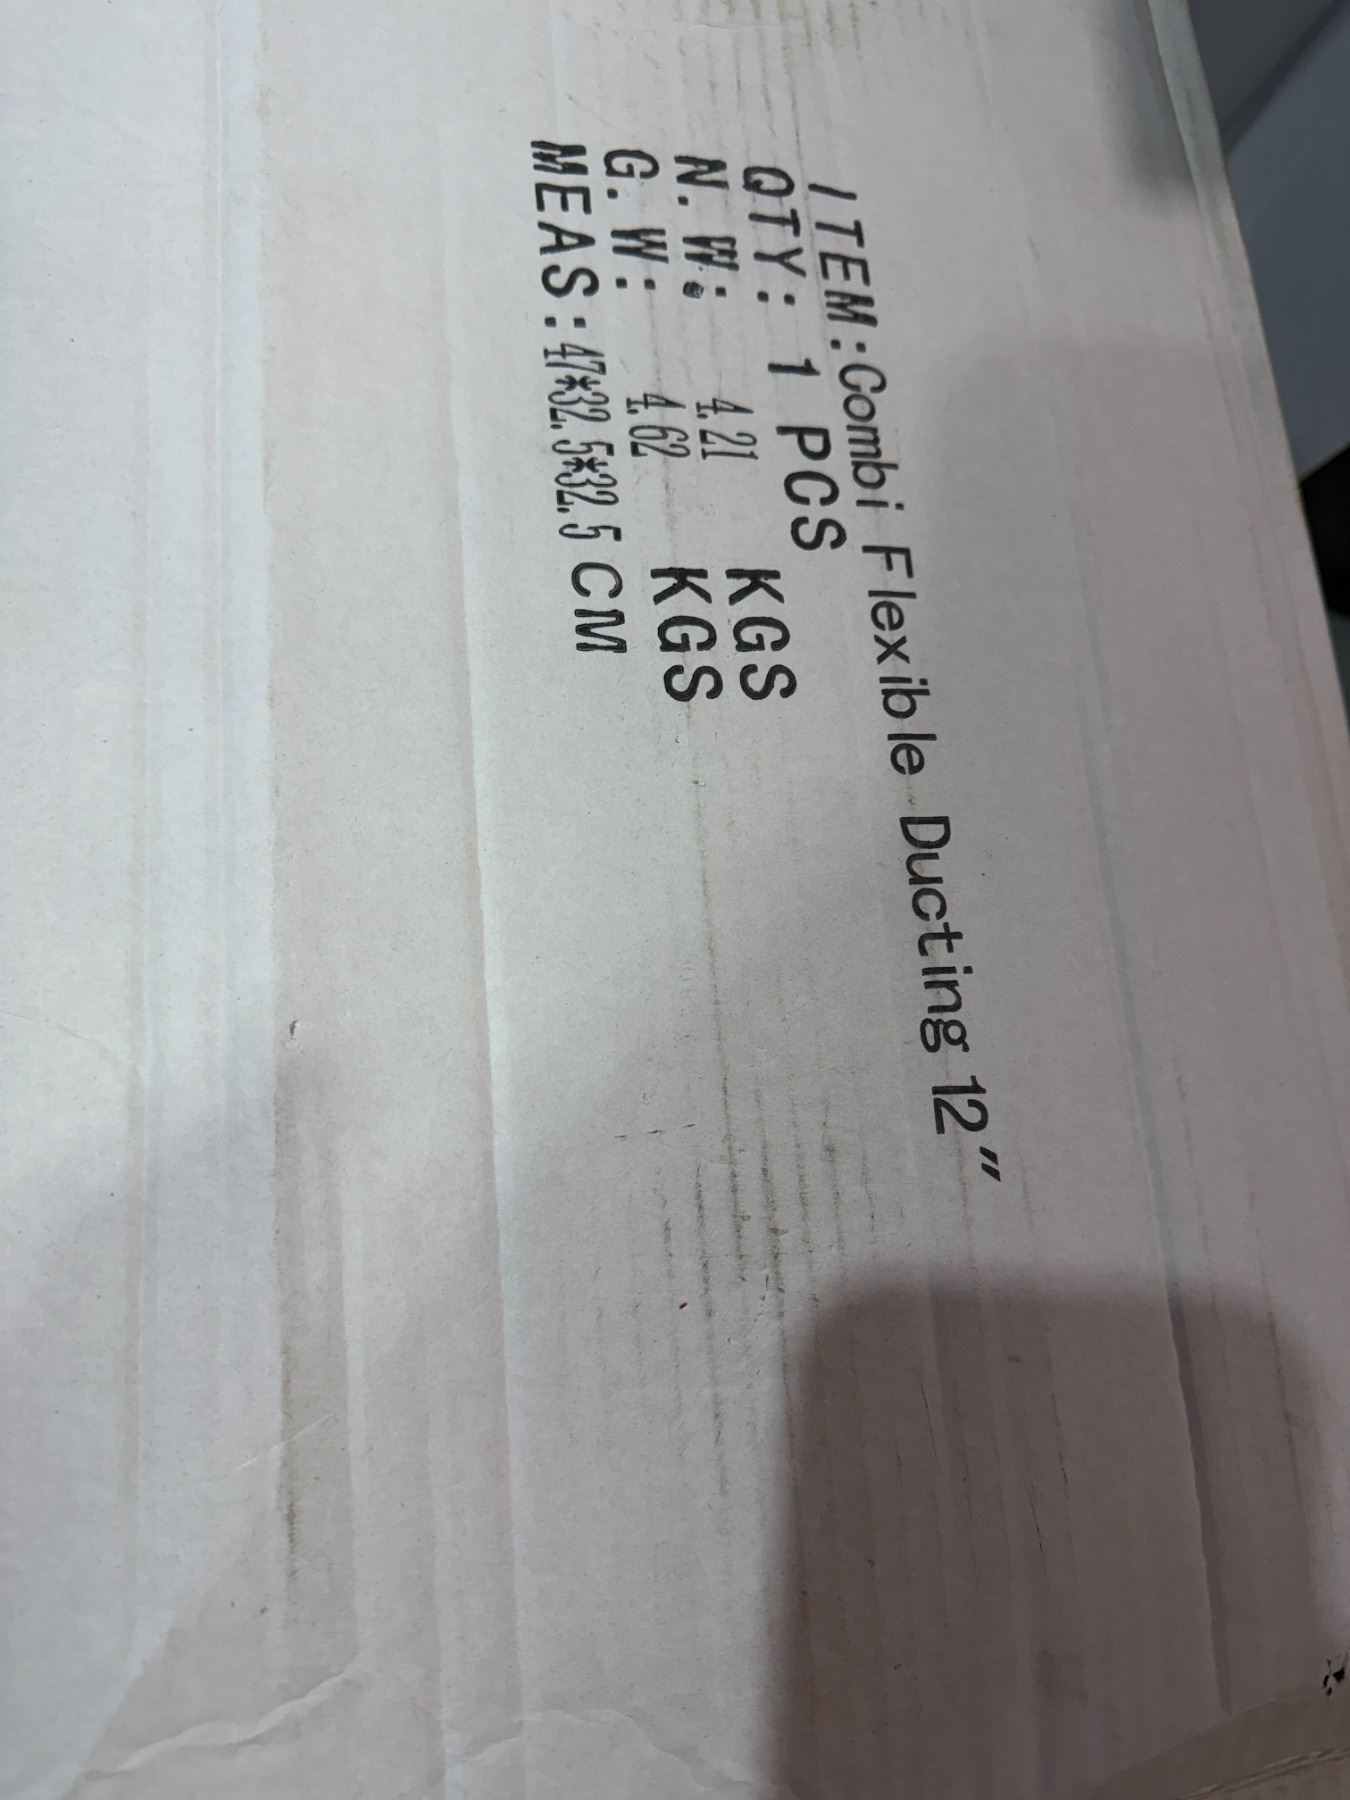 ITEM:Combi Flexible Ducting 12"
QTY: 1 PCS
N.W: 4.21 KGS
G.W: 4.62 KGS
MEAS:47*32.5*32.5 CM